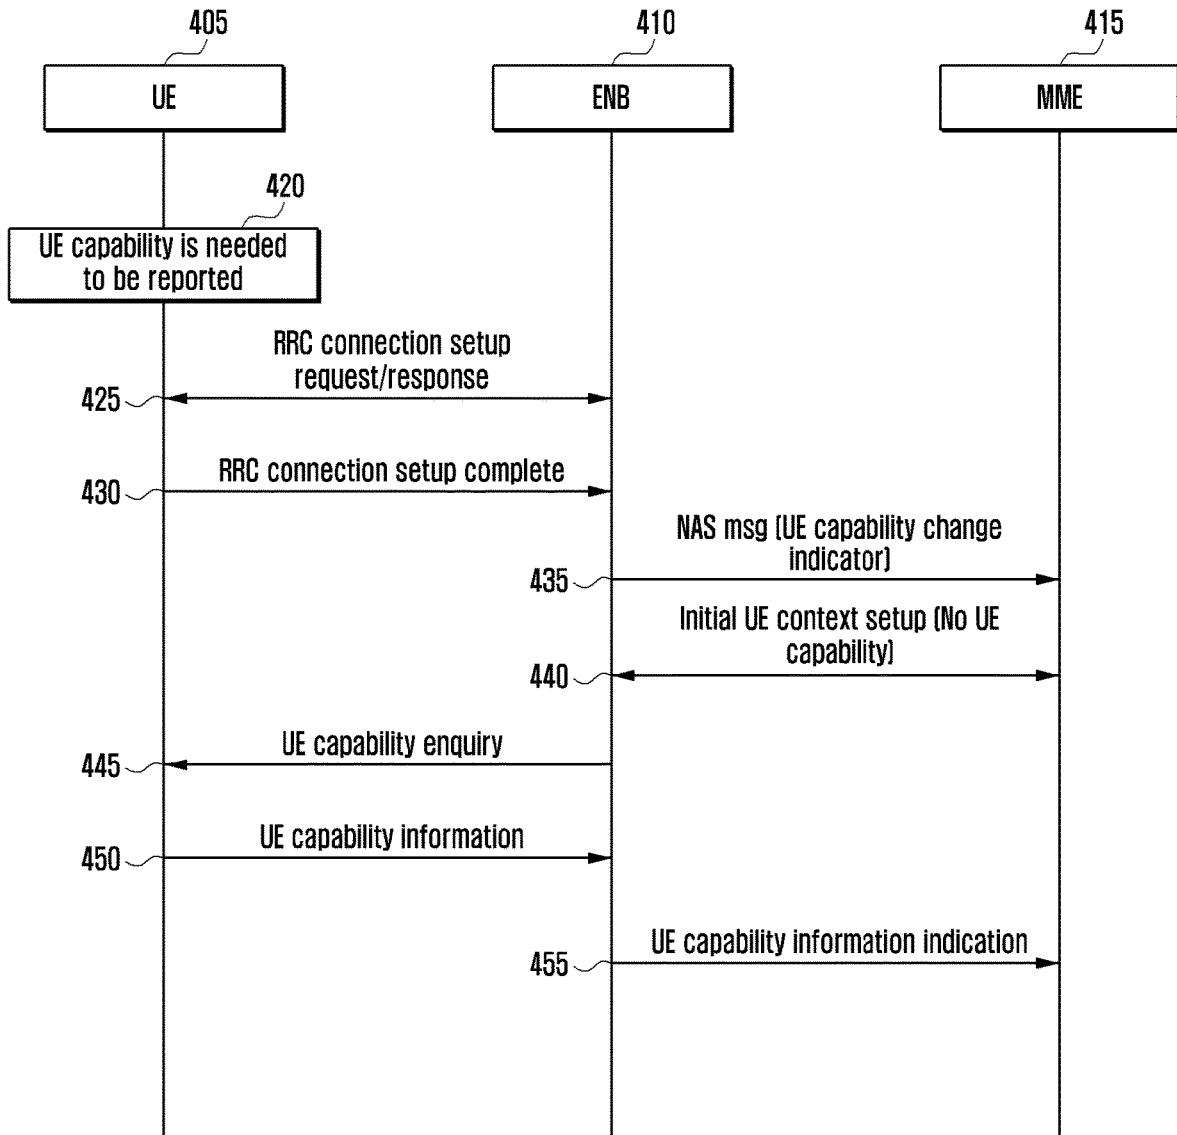 405
410
415
UE
ENB
MME
420
UE capability is needed
to be reported
RRC connection setup
request/response
425
RRC connection setup complete
430
NAS msg (UE capability change
indicator)
435
Initial UE context setup (No UE
capability)
440
UE capability enquiry
445
UE capability information
450
UE capability information indication
455